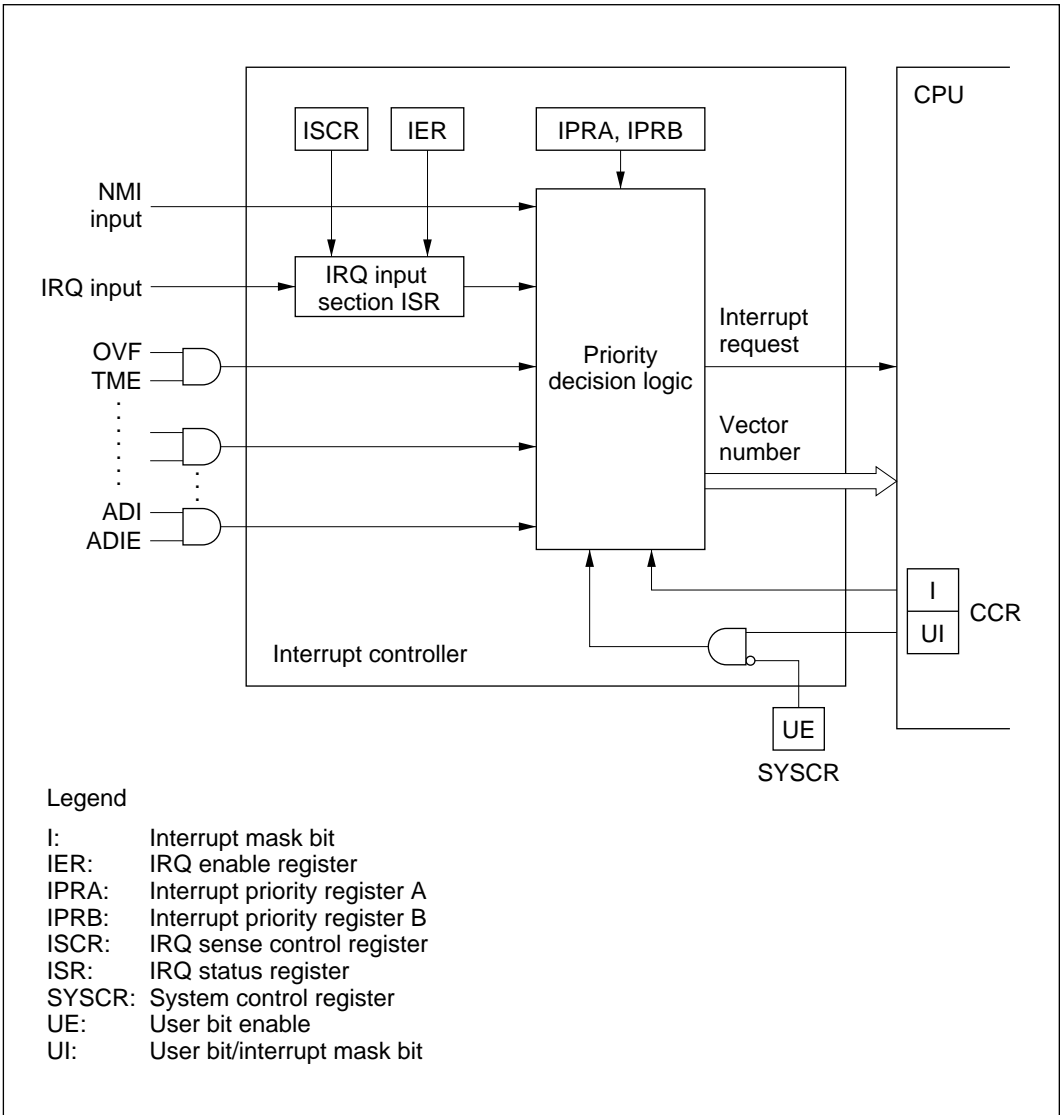 CPU
ISCR
IER
IPRA, IPRB
NMI
input
IRQ input
IRQ input
section ISR
OVF
TME
Priority
decision logic
Interrupt
request
Vector
number
ADI
ADIE
I
UI
CCR
Interrupt controller
UE
SYSCR
Legend
I: Interrupt mask bit
IER: IRQ enable register
IPRA: Interrupt priority register A
IPRB: Interrupt priority register B
ISCR: IRQ sense control register
ISR: IRQ status register
SYSCR: System control register
UE: User bit enable
UI: User bit/interrupt mask bit